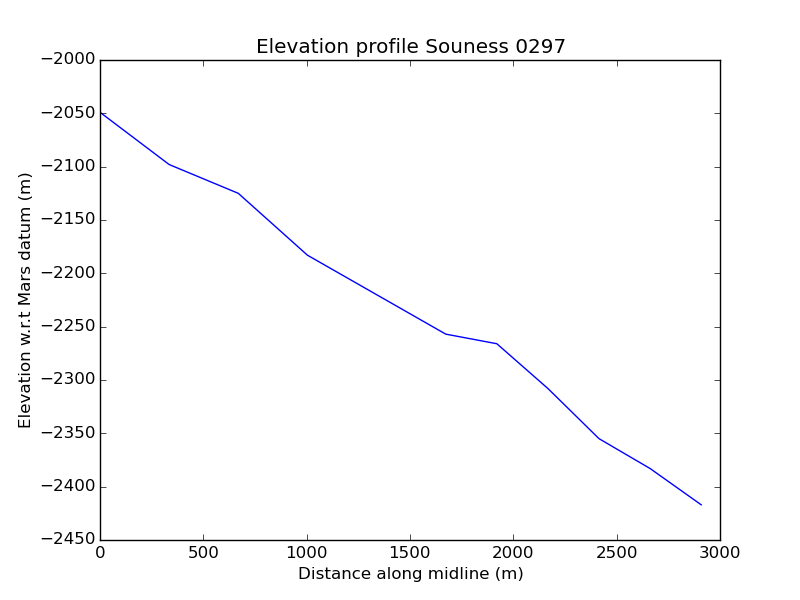 Elevation profile Souness 0297
Elevation w.r.t Mars datum (m)
−2000
−2050
−2100
−2150
−2200
−2250
−2300
−2350
−2400
−2450
0 500 1000 1500 2000 2500 3000
Distance along midline (m)